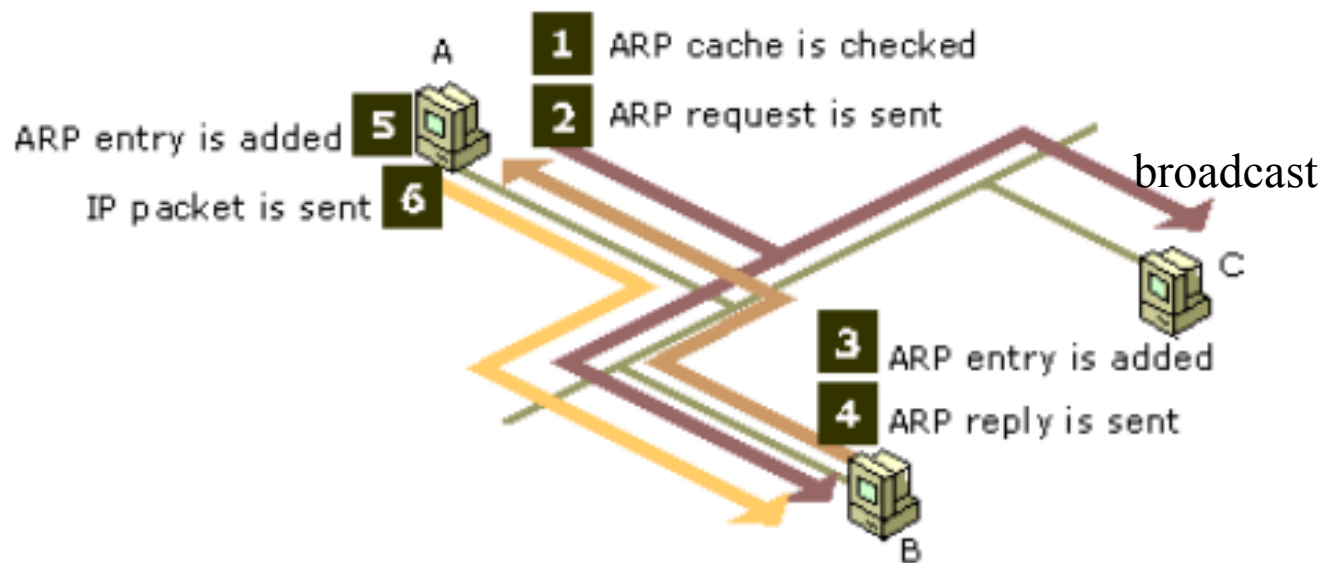 A
1 ARP cache is checked
2 ARP request is sent
5 ARP entry is added
6 IP packet is sent
broadcast
C
3 ARP entry is added
4 ARP reply is sent
B